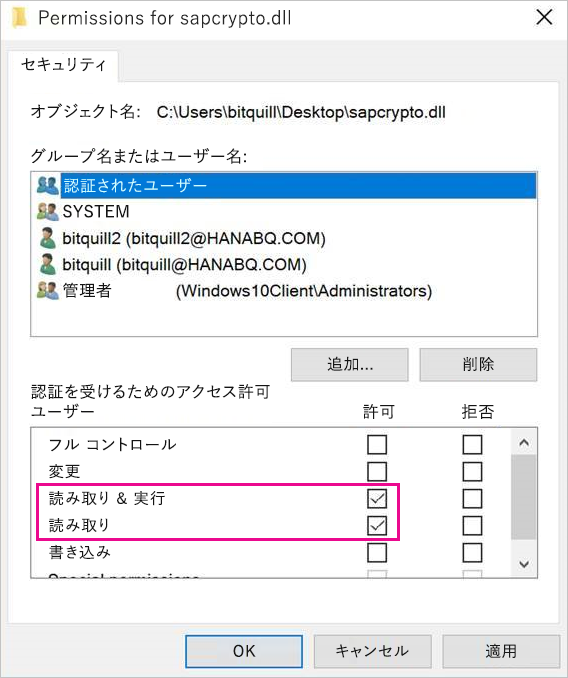 Permissions for sapcrypto.dll
セキュリティ
オブジェクト名: C:\Users\bitquill\Desktop\sapcrypto.dll
グループ名またはユーザー名:
認証されたユーザー
SYSTEM
bitquill2 (bitquill2@HANABQ.COM)
bitquill (bitquill@HANABQ.COM)
管理者 (Windows10Client\Administrators)
追加... 削除
認証を受けるためのアクセス許可
ユーザー 許可 拒否
フル コントロール
変更
読み取り & 実行
読み取り
書き込み
Special permissions
OK キャンセル 適用